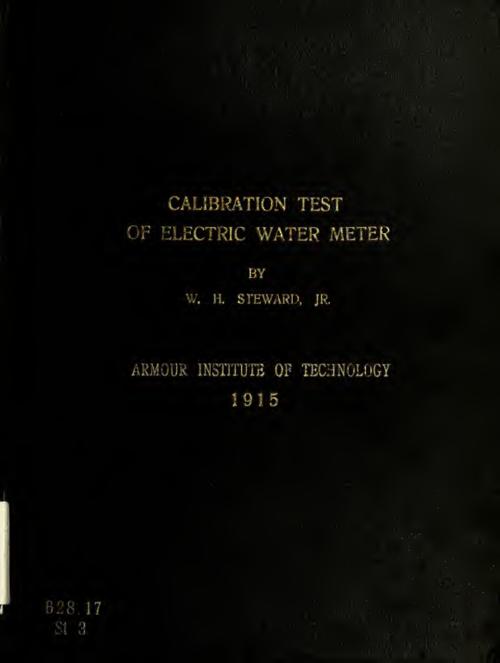 CALIBRATION TEST
OF ELECTRIC WATER METER
BY
W. H. STEWARD, JR.
ARMOUR INSTITUTE OF TECHNOLOGY
1915
628.17
St 3